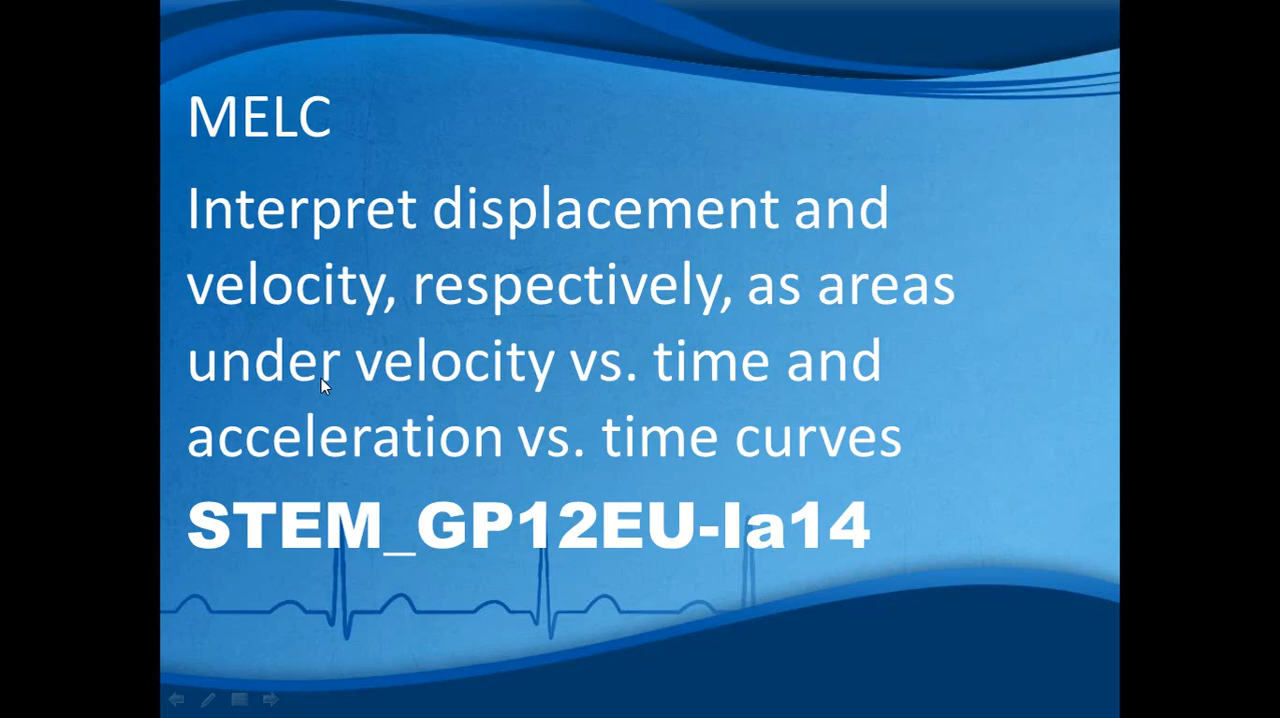 MELC
Interpret displacement and
velocity, respectively, as areas
under velocity vs. time and
acceleration vs. time curves
STEM_GP12EU-Ia14